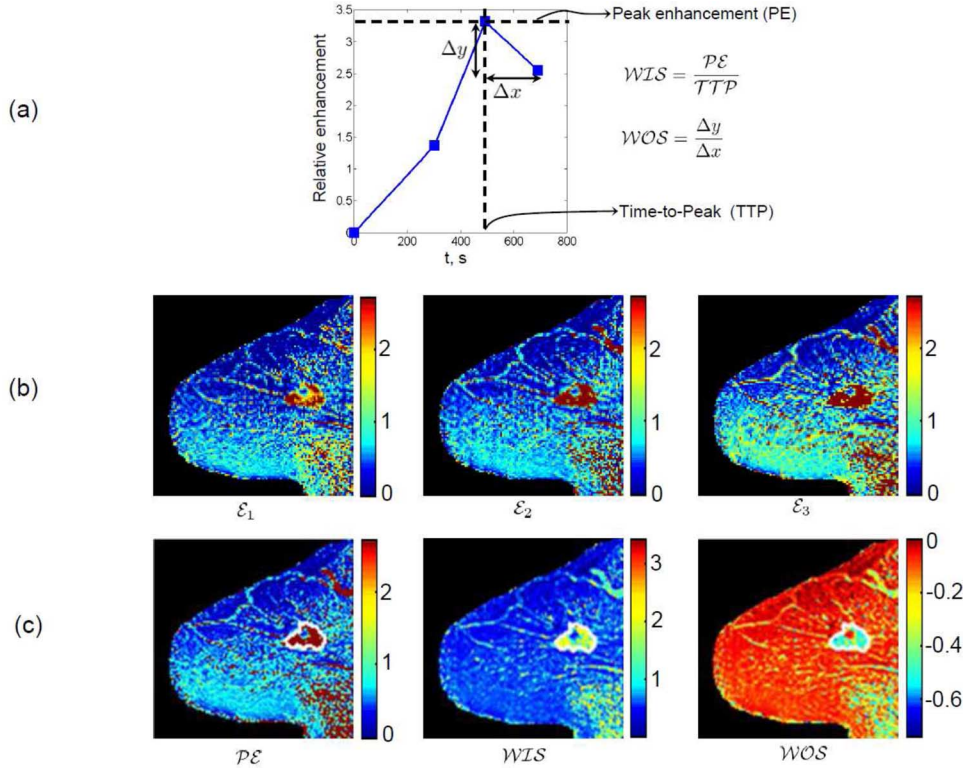 (a)
Relative enhancement
3.5
3
2.5
2
1.5
1
0.5
0
0 200 400 600 800
t, s
Δy
Δx
Peak enhancement (PE)
WIS = PE / TTP
WOS = Δy / Δx
Time-to-Peak (TTP)
(b)
2
1
0
ℰ₁
2
1
0
ℰ₂
2
1
0
ℰ₃
(c)
2
1
0
PE
3
2
1
WIS
0
-0.2
-0.4
-0.6
WOS